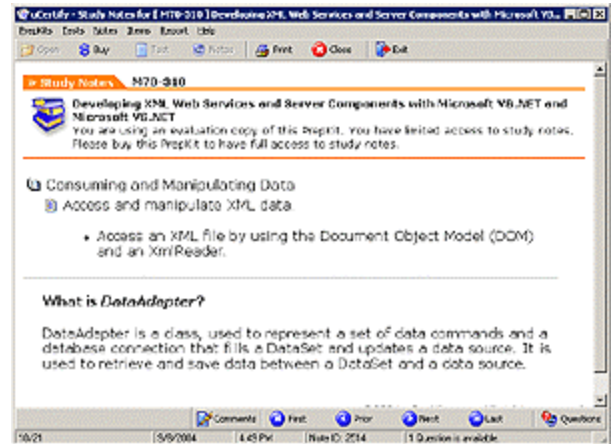 uCertify - Study Notes for [ M70-310 ] Developing XML Web Services and Server Components with Microsoft VB...
PrepKits Tests Notes Items Report Help
Open Buy Test Notes Print Close Exit
Study Notes M70-310
Developing XML Web Services and Server Components with Microsoft VB.NET and
Microsoft VB.NET
You are using an evaluation copy of this PrepKit. You have limited access to study notes.
Please buy this PrepKit to have full access to study notes.
Consuming and Manipulating Data
Access and manipulate XML data
• Access an XML file by using the Document Object Model (DOM)
and an XmlReader.
What is DataAdapter?
DataAdapter is a class, used to represent a set of data commands and a
database connection that fills a DataSet and updates a data source. It is
used to retrieve and save data between a DataSet and a data source.
Comments First Prior Next Last Questions
10/21 5/9/2004 4:49 PM Note ID: 2514 1 Question is available.